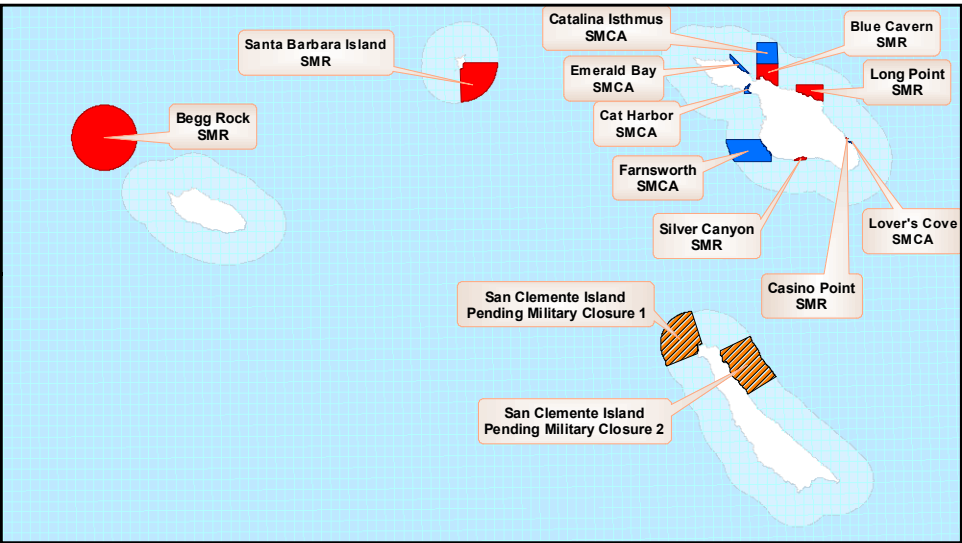 Catalina Isthmus
SMCA
Blue Cavern
SMR
Santa Barbara Island
SMR
Emerald Bay
SMCA
Long Point
SMR
Begg Rock
SMR
Cat Harbor
SMCA
Farnsworth
SMCA
Silver Canyon
SMR
Lover's Cove
SMCA
Casino Point
SMR
San Clemente Island
Pending Military Closure 1
San Clemente Island
Pending Military Closure 2